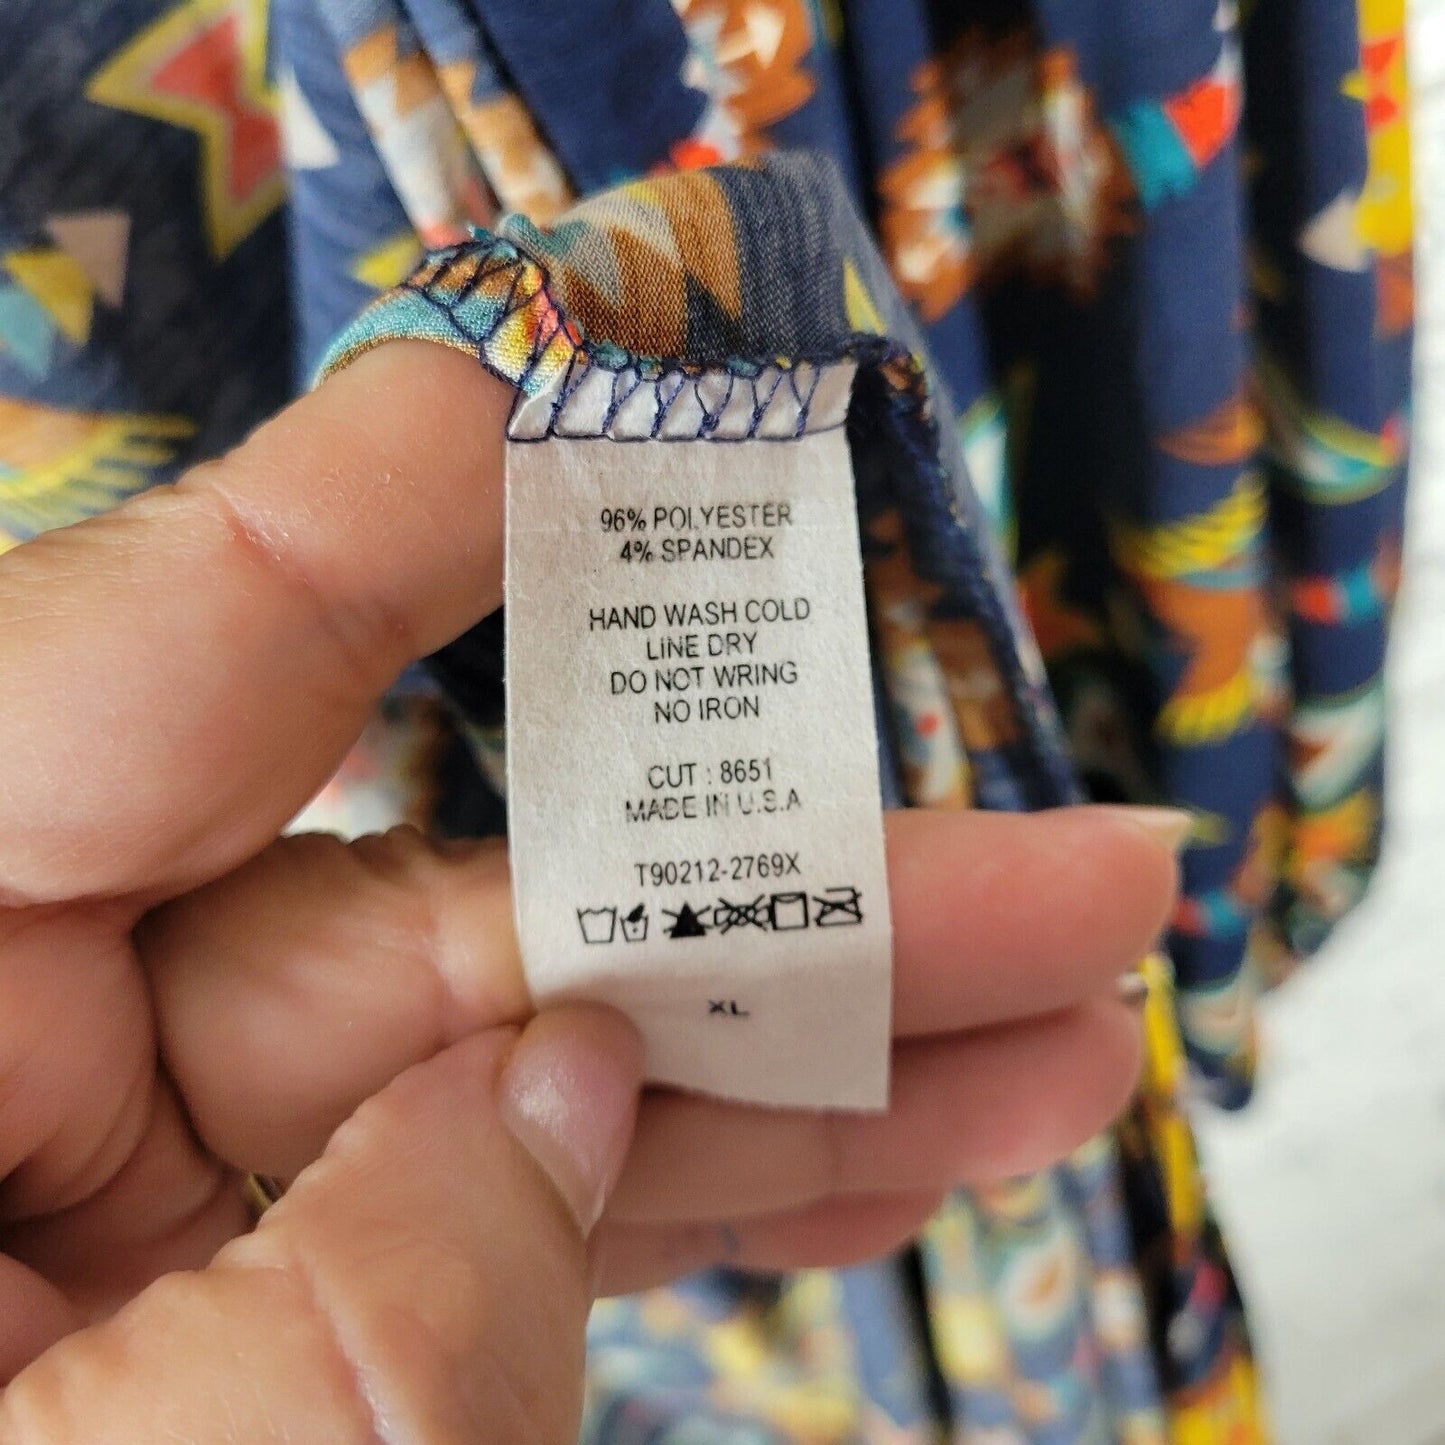 96% POLYESTER
4% SPANDEX
HAND WASH COLD
LINE DRY
DO NOT WRING
NO IRON
CUT : 8651
MADE IN U.S.A
T90212-2769X
XL